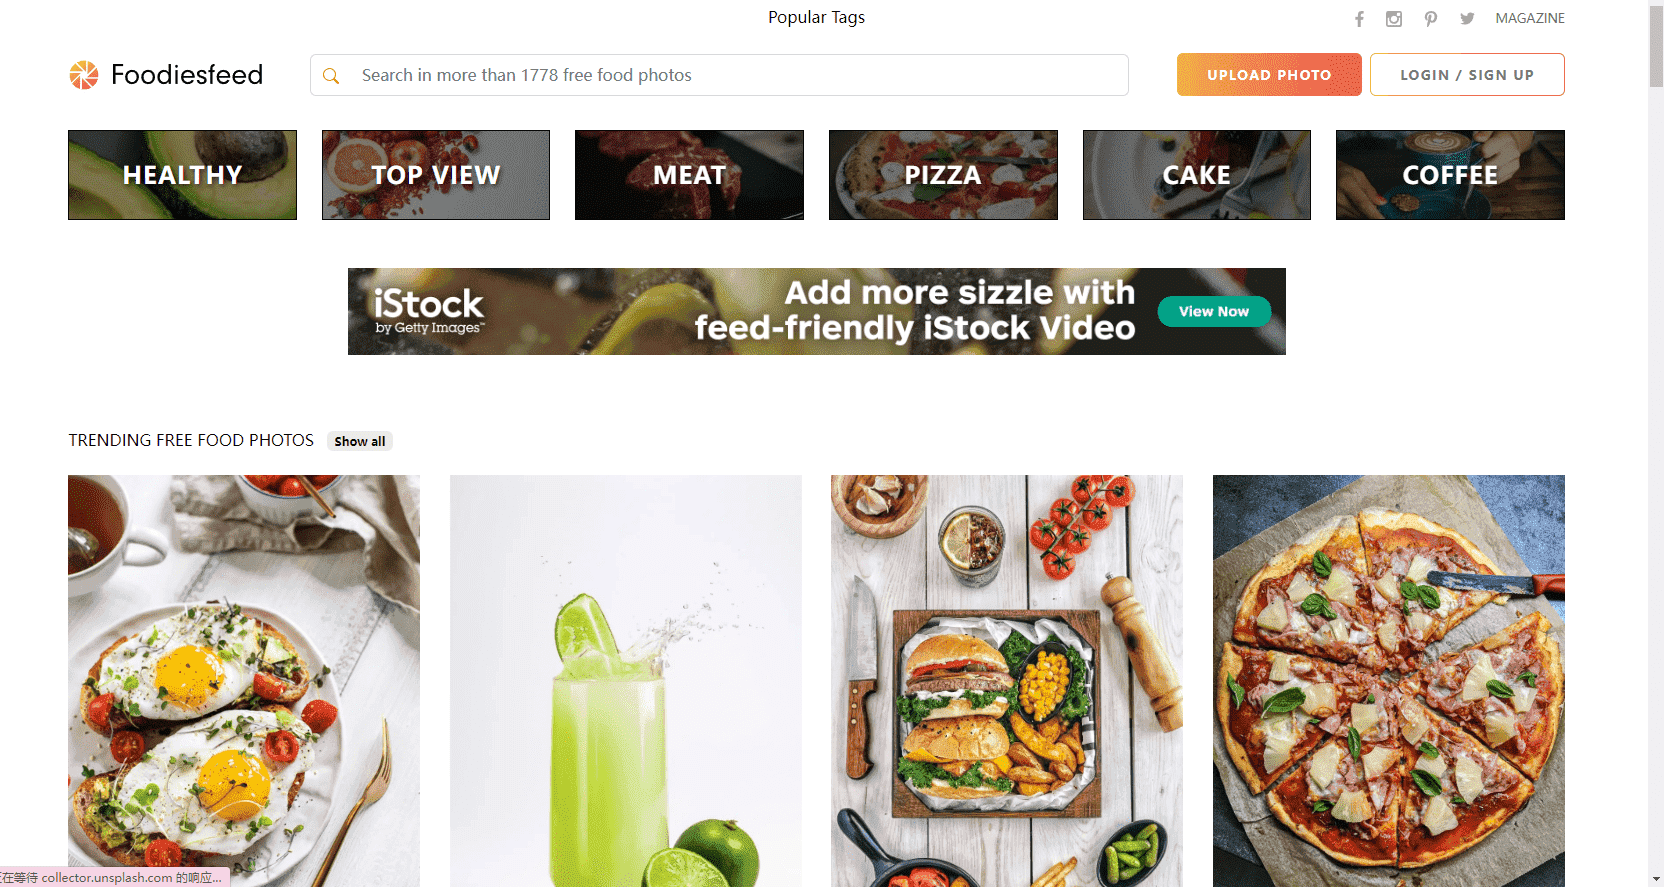 Popular Tags
MAGAZINE
Foodiesfeed
Search in more than 1778 free food photos
UPLOAD PHOTO
LOGIN / SIGN UP
HEALTHY
TOP VIEW
MEAT
PIZZA
CAKE
COFFEE
iStock
by Getty Images™
Add more sizzle with
feed-friendly iStock Video
View Now
TRENDING FREE FOOD PHOTOS
Show all
在等待 collector.unsplash.com 的响应...